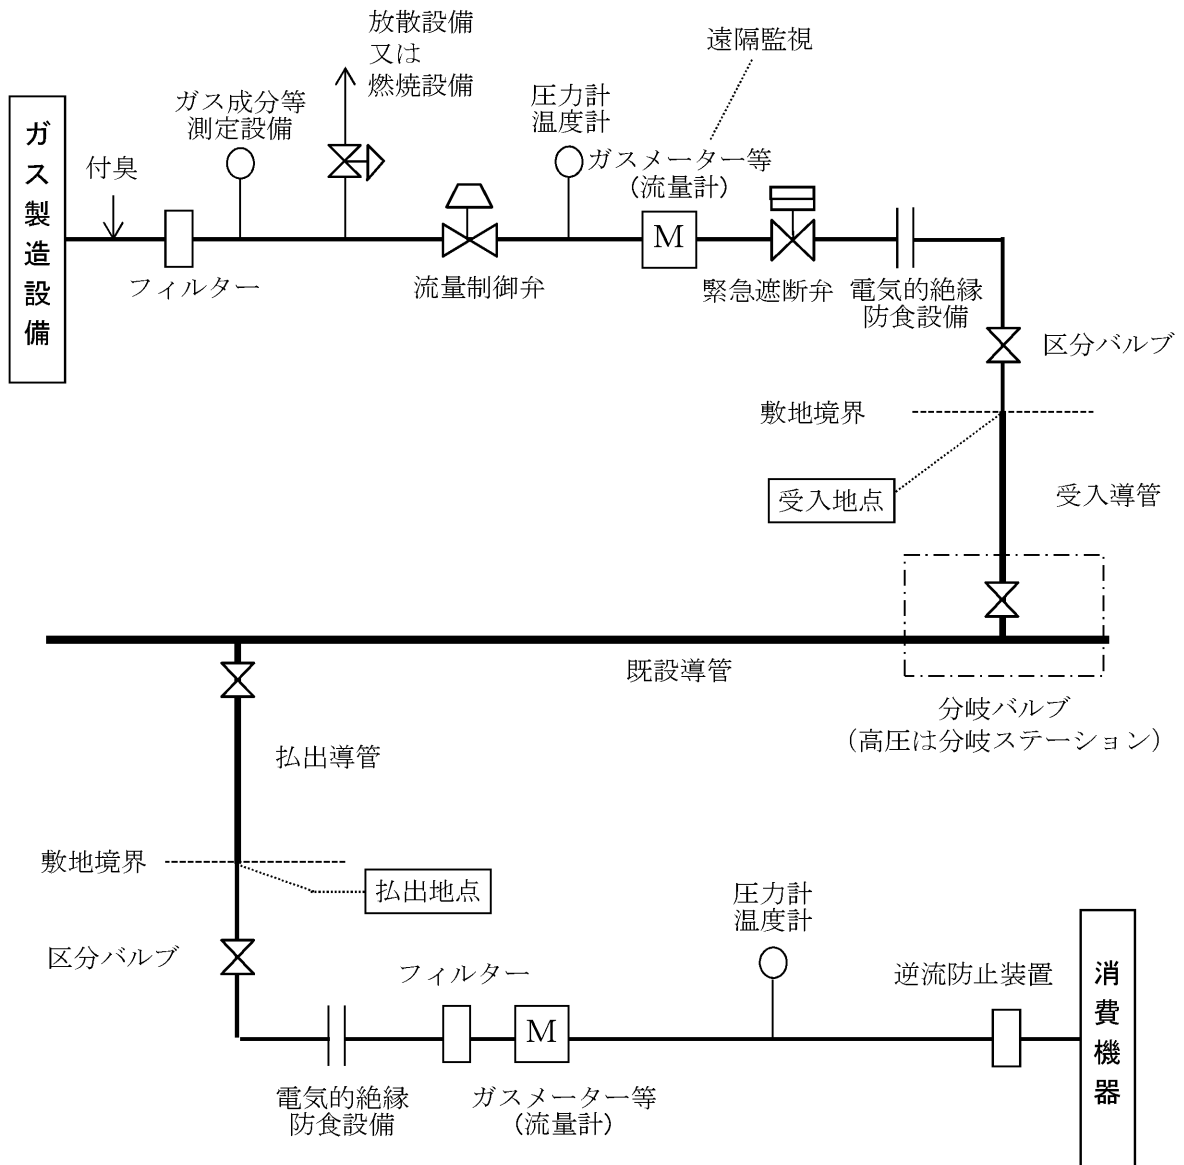 放散設備
又は
燃焼設備
遠隔監視
ガス成分等
測定設備
圧力計
温度計
ガス製造設備
付臭
ガスメーター等
（流量計）
M
フィルター
流量制御弁
緊急遮断弁
電気的絶縁
防食設備
区分バルブ
敷地境界
受入地点
受入導管
既設導管
分岐バルブ
（高圧は分岐ステーション）
払出導管
敷地境界
払出地点
区分バルブ
圧力計
温度計
フィルター
逆流防止装置
消費機器
M
電気的絶縁
防食設備
ガスメーター等
（流量計）